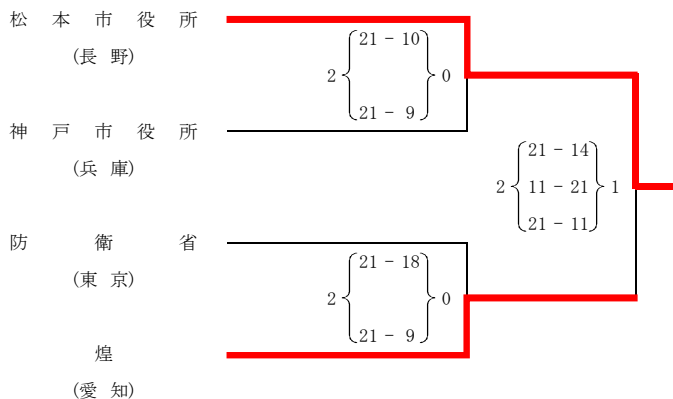 松本市役所
(長 野)
神戸市役所
(兵 庫)
防衛省
(東 京)
煌
(愛 知)
21 - 10
2 0
21 - 9
21 - 14
2 11 - 21 1
21 - 11
21 - 18
2 0
21 - 9